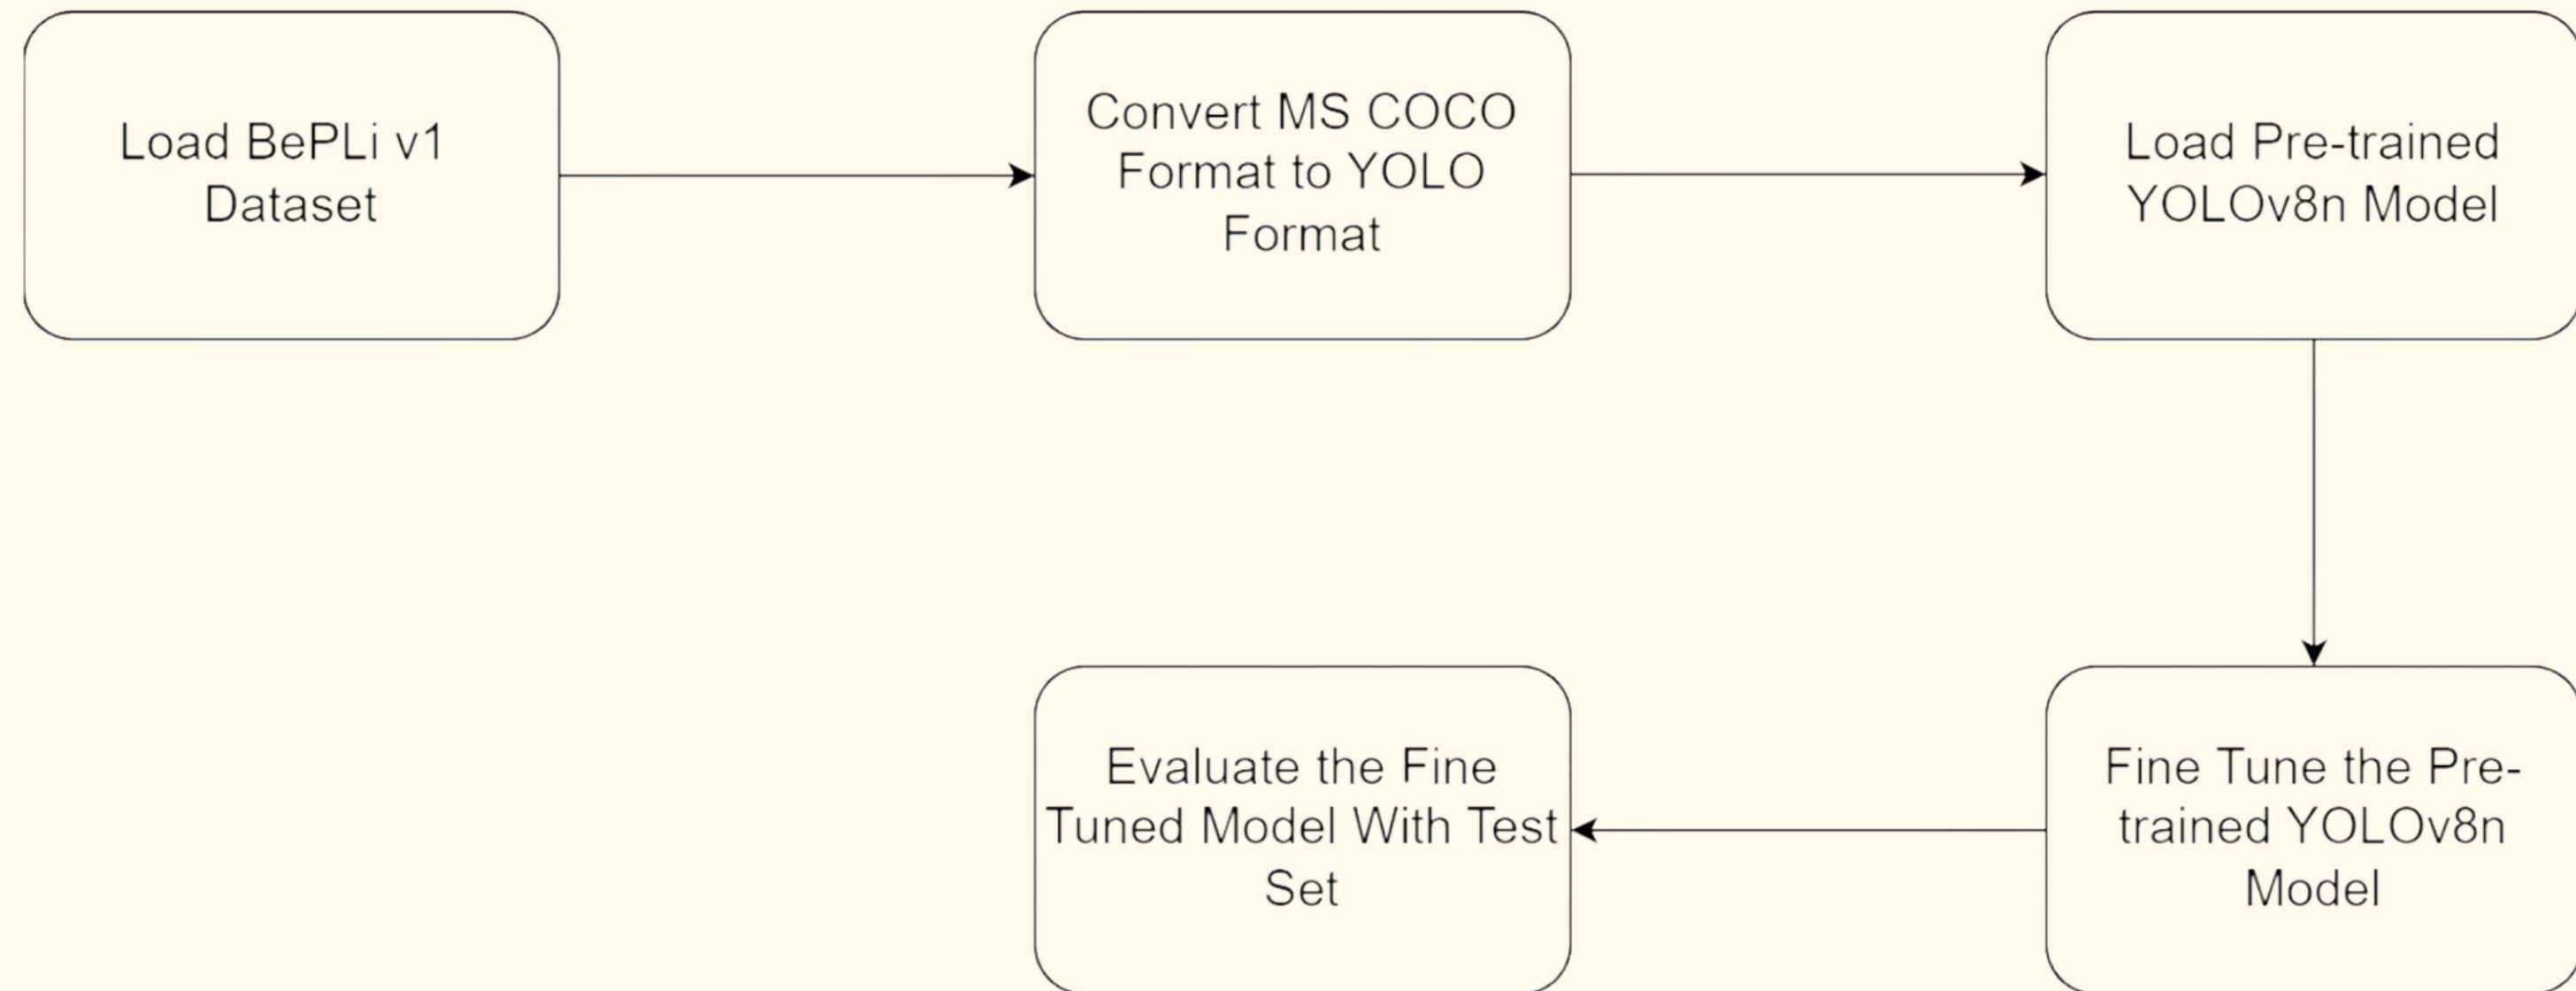 Load BePLi v1
Dataset
Convert MS COCO
Format to YOLO
Format
Load Pre-trained
YOLOv8n Model
Fine Tune the Pre-
trained YOLOv8n
Model
Evaluate the Fine
Tuned Model With Test
Set